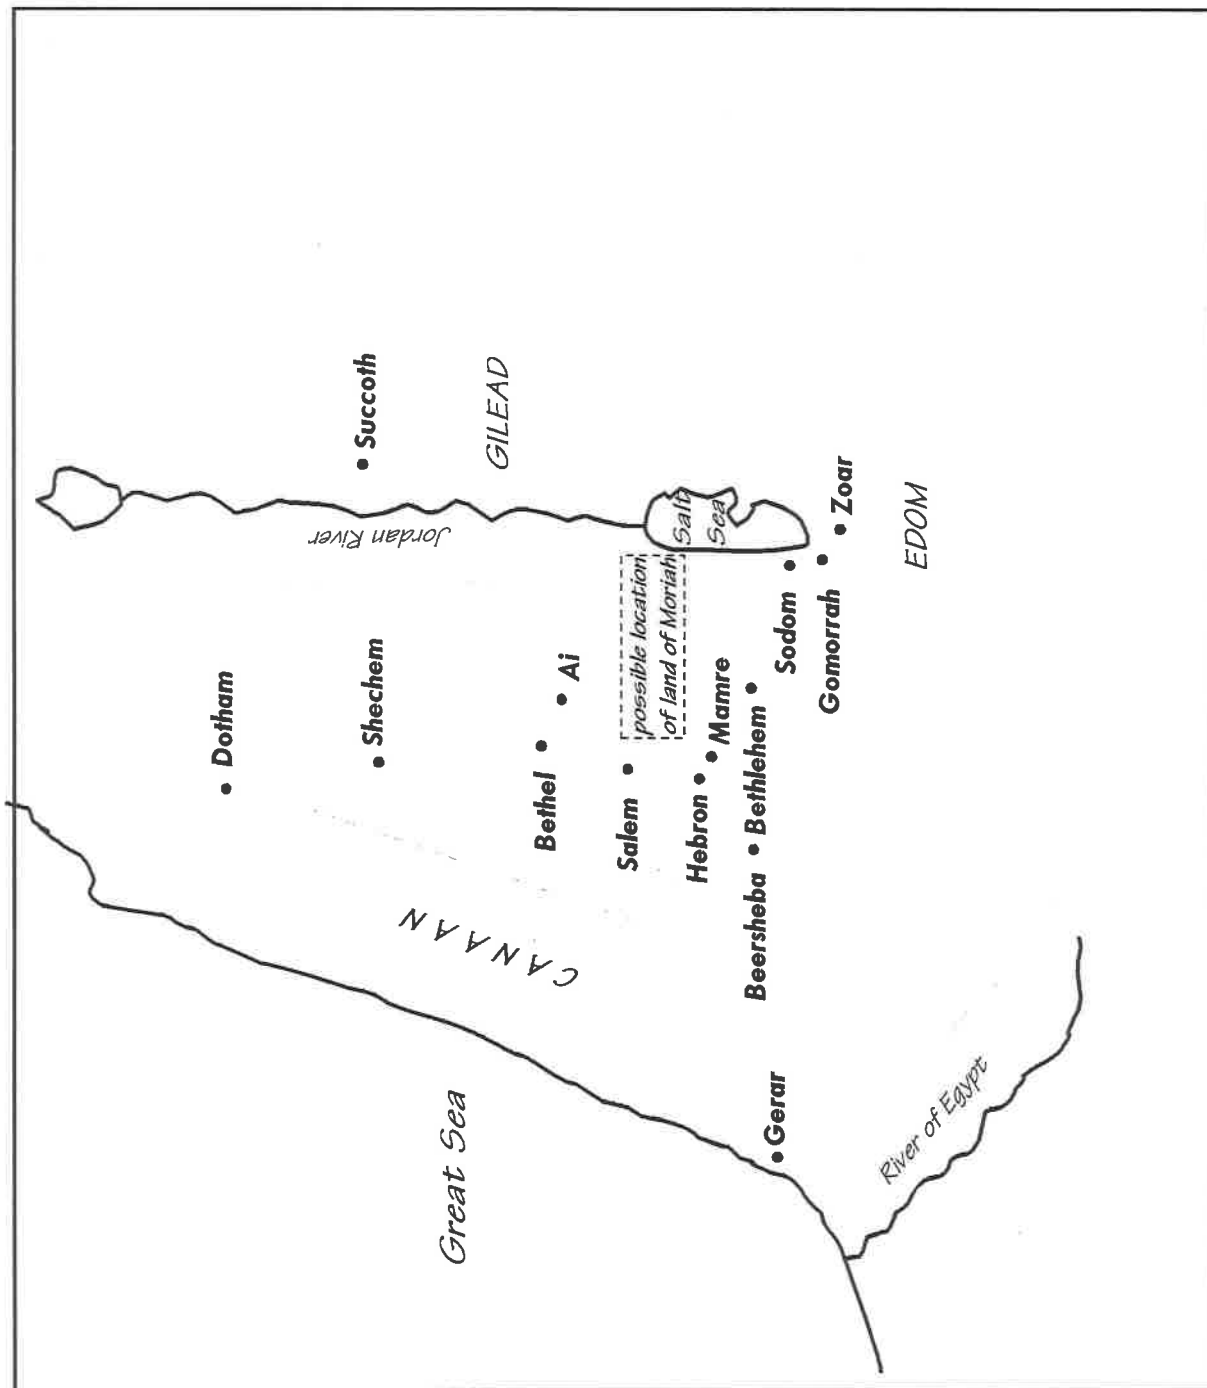 Dotham
Succoth
Shechem
Jordan River
GILEAD
CANAAN
Great Sea
Bethel
Ai
Salem
possible location
of land of Moriah
Salt
Sea
Hebron
Mamre
Beersheba
Bethlehem
Sodom
Gomorrah
Zoar
EDOM
Gerar
River of Egypt